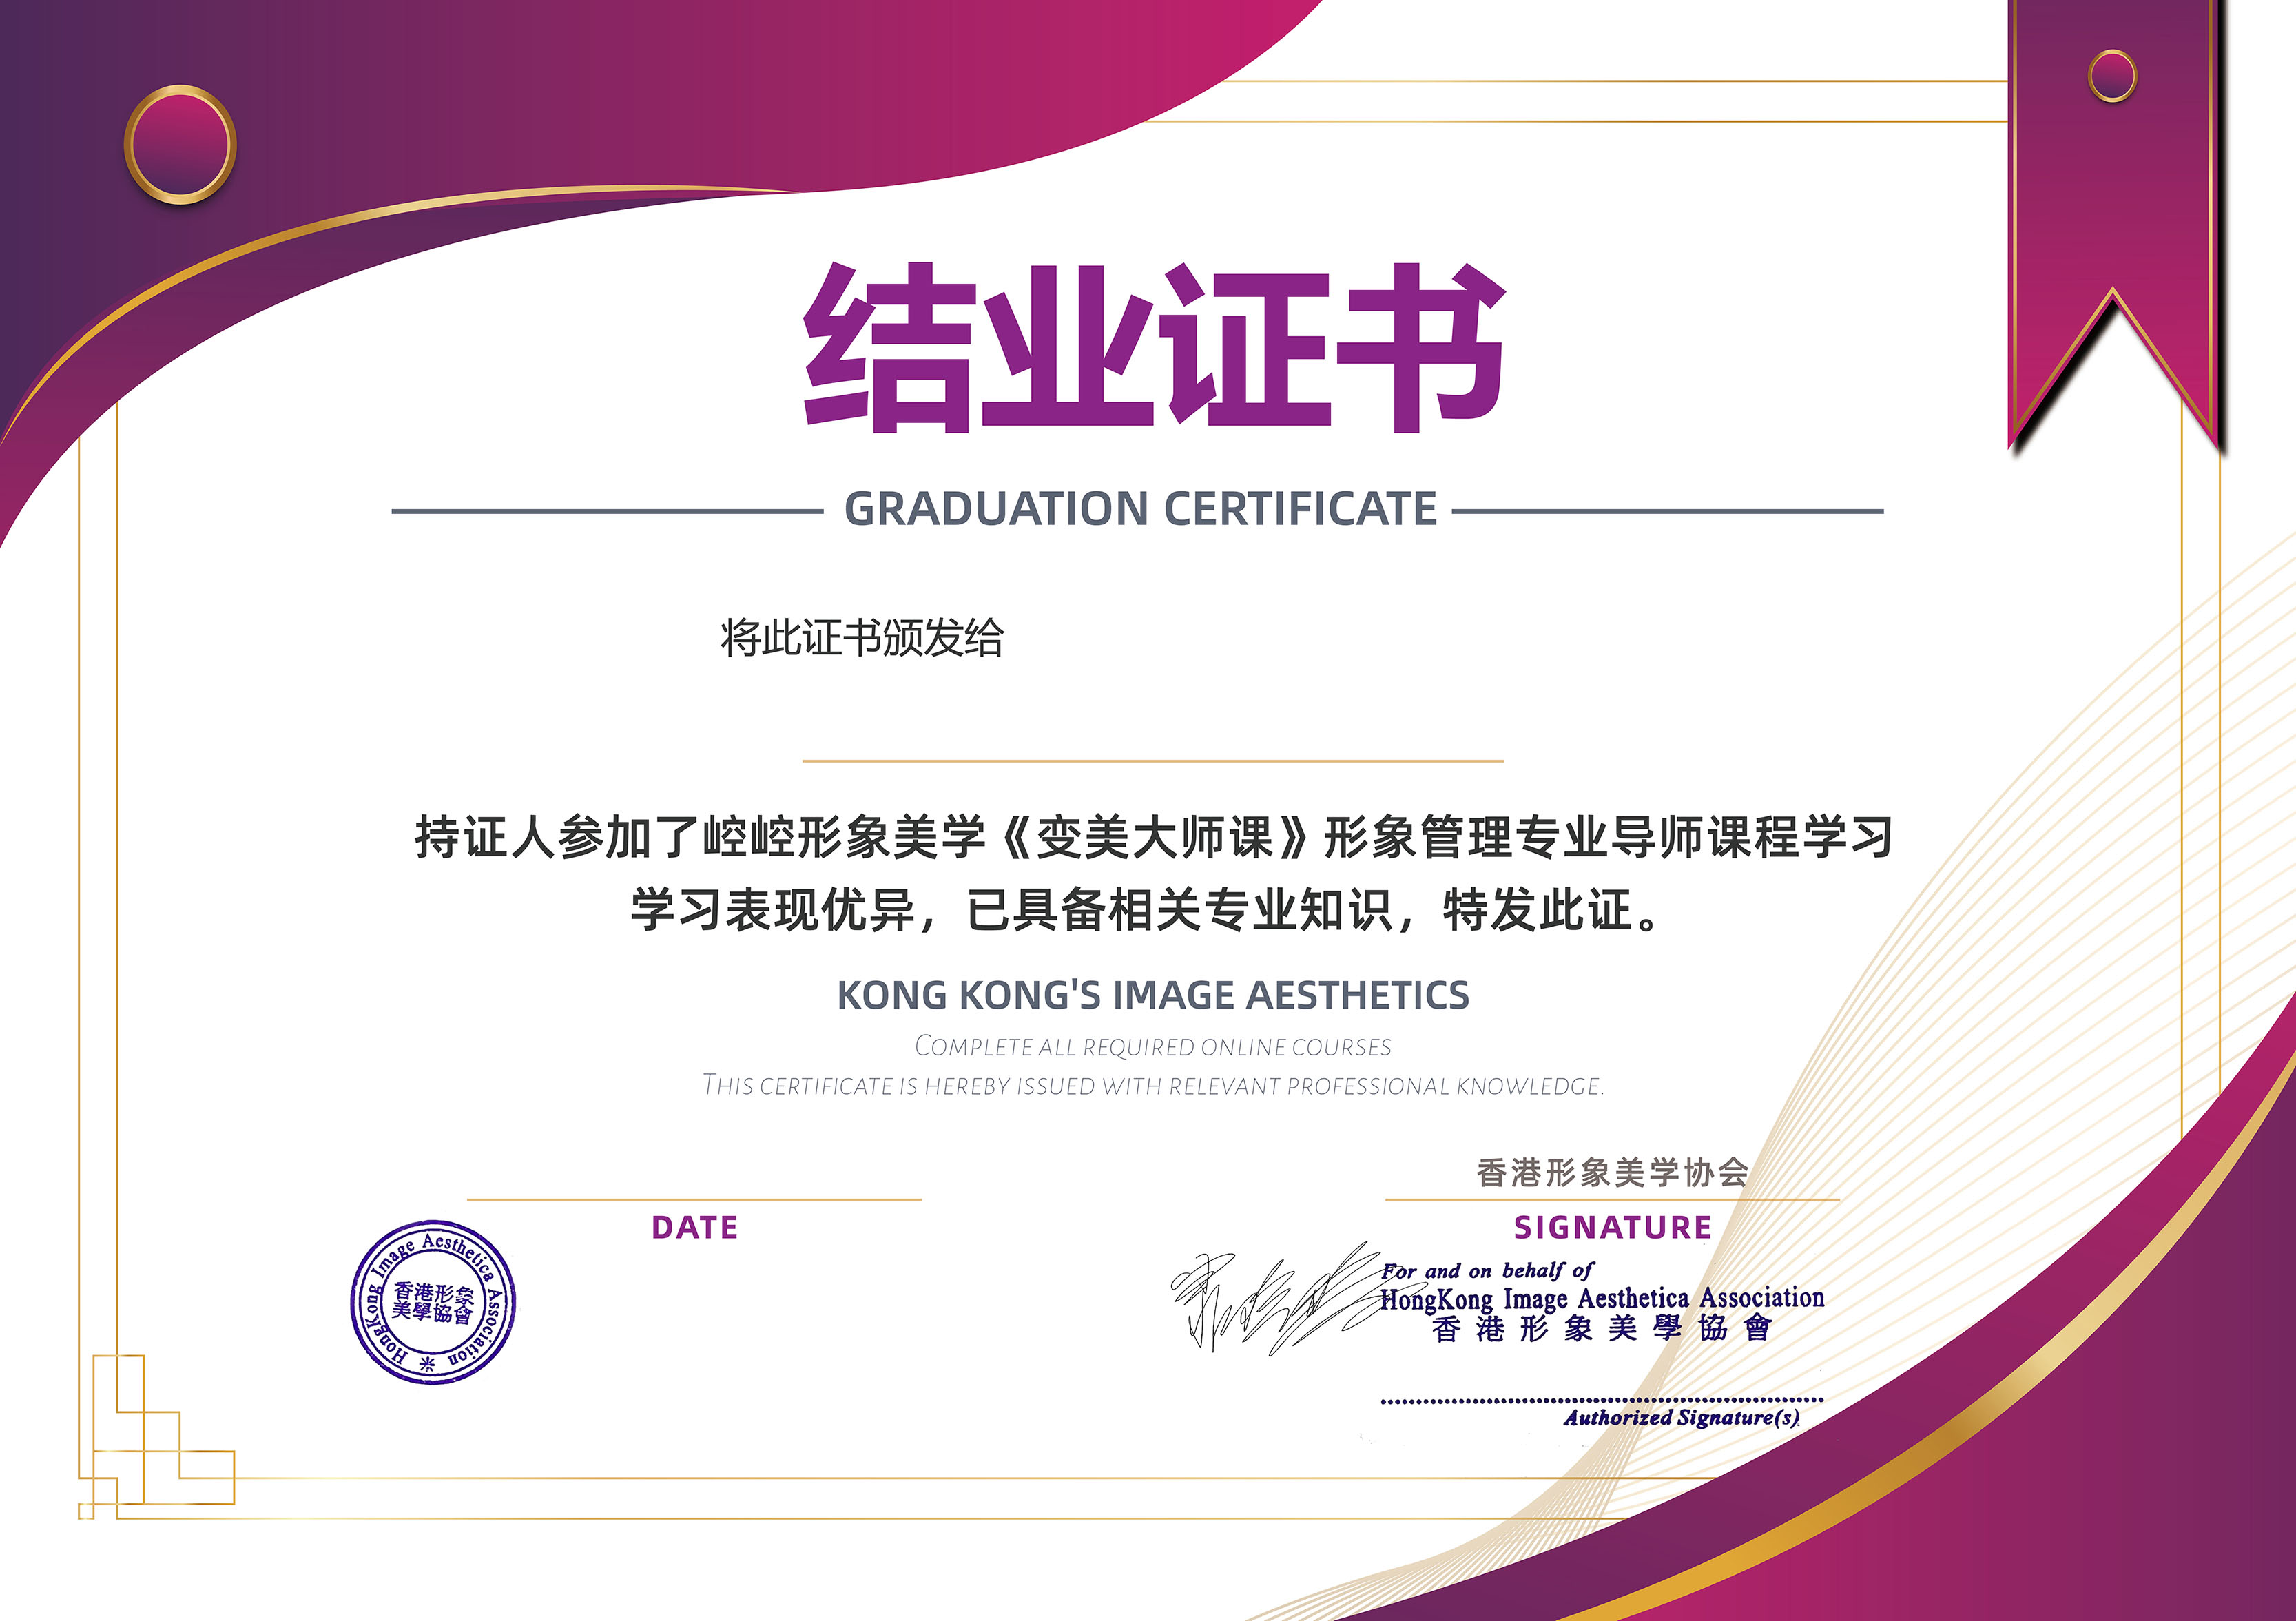 结业证书
GRADUATION CERTIFICATE
将此证书颁发给
持证人参加了崆崆形象美学《变美大师课》形象管理专业导师课程学习
学习表现优异，已具备相关专业知识，特发此证。
KONG KONG'S IMAGE AESTHETICS
COMPLETE ALL REQUIRED ONLINE COURSES
THIS CERTIFICATE IS HEREBY ISSUED WITH RELEVANT PROFESSIONAL KNOWLEDGE.
香港形象美学协会
DATE
SIGNATURE
HongKong Image Aesthetica Association
香港形象
美學協會
For and on behalf of
HongKong Image Aesthetica Association
香港形象美學協會
Authorized Signature(s)